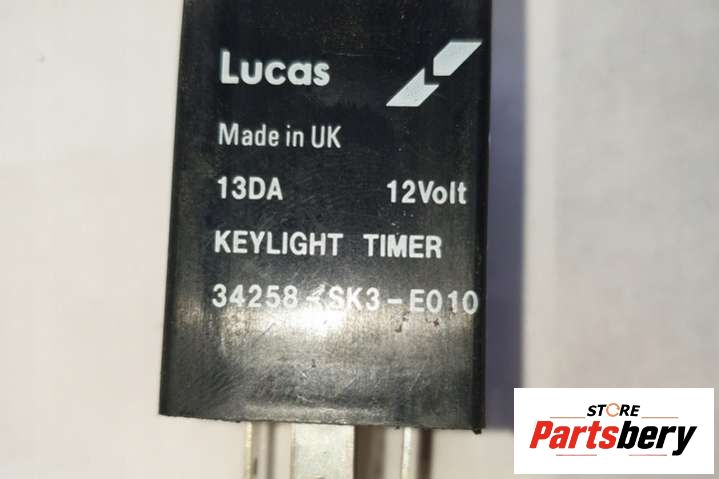 Lucas
Made in UK
13DA 12Volt
KEYLIGHT TIMER
34258-SK3-E010
STORE
Partsbery